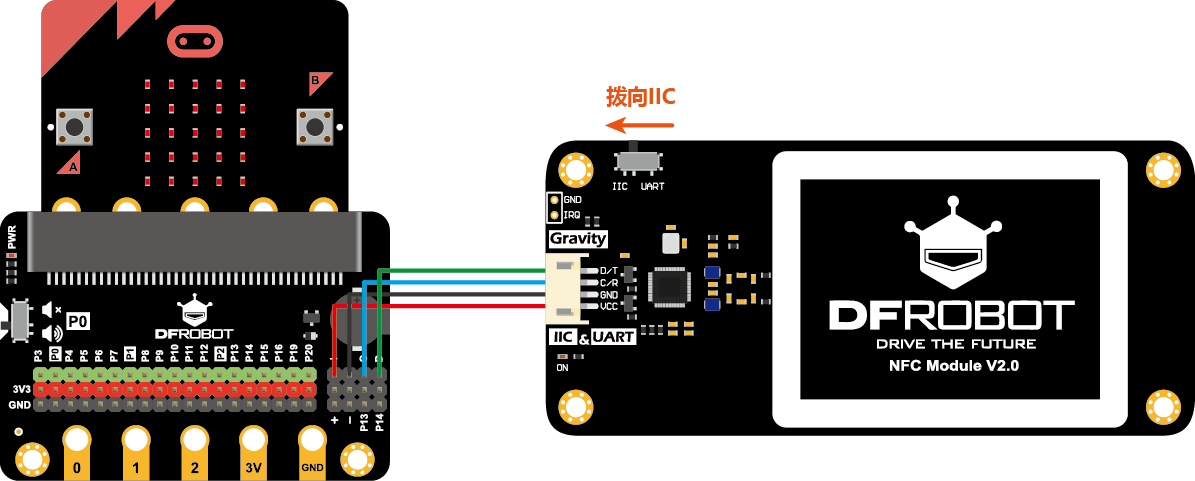 B
A
拨向IIC
IIC UART
GND
IRQ
Gravity
D/T
C/R
GND
VCC
IIC & UART
ON
DFROBOT
DRIVE THE FUTURE
NFC Module V2.0
PWR
P0
DFROBOT
P3 P0 P4 P5 P6 P7 P1 P8 P9 P10 P11 P12 P2 P13 P14 P15 P16 P19 P20
3V3
GND
+ − P13 P14
0 1 2 3V GND